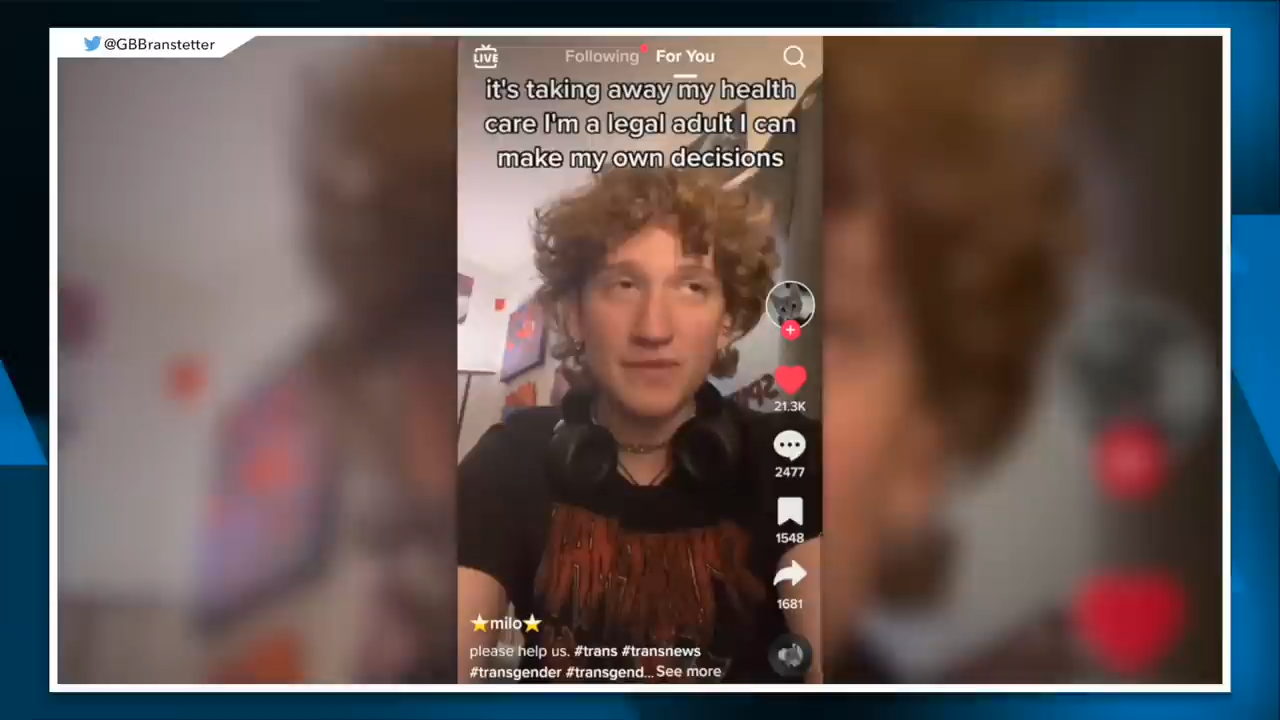 @GBBranstetter
LIVE
Following
For You
it's taking away my health
care I'm a legal adult I can
make my own decisions
21.3K
2477
1548
1681
⭐milo⭐
please help us. #trans #transnews
#transgender #transgend... See more